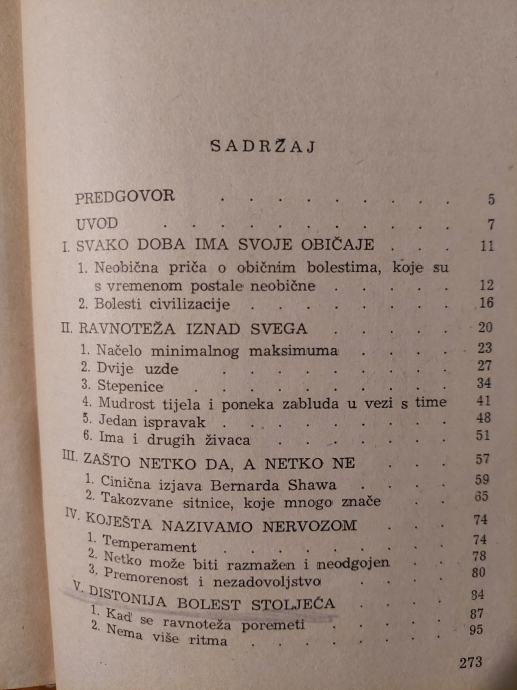 SADRŽAJ
PREDGOVOR . . . . . . . . . 5
UVOD . . . . . . . . . . . 7
I. SVAKO DOBA IMA SVOJE OBIČAJE . . . 11
1. Neobična priča o običnim bolestima, koje su
s vremenom postale neobične . . . . . 12
2. Bolesti civilizacije . . . . . . . . 16
II. RAVNOTEŽA IZNAD SVEGA . . . . . 20
1. Načelo minimalnog maksimuma . . . . 23
2. Dvije uzde . . . . . . . . . 27
3. Stepenice . . . . . . . . . . 34
4. Mudrost tijela i poneka zabluda u vezi s time 41
5. Jedan ispravak . . . . . . . . 48
6. Ima i drugih živaca . . . . . . . 51
III. ZAŠTO NETKO DA, A NETKO NE . . . 57
1. Cinična izjava Bernarda Shawa . . . . 59
2. Takozvane sitnice, koje mnogo znače . . 65
IV. KOJEŠTA NAZIVAMO NERVOZOM . . . 74
1. Temperament . . . . . . . . . 74
2. Netko može biti razmažen i neodgojen . . 78
3. Premorenost i nezadovoljstvo . . . . . 80
V. DISTONIJA BOLEST STOLJEĆA . . . . 84
1. Kad se ravnoteža poremeti . . . . . 87
2. Nema više ritma . . . . . . . . 95
273